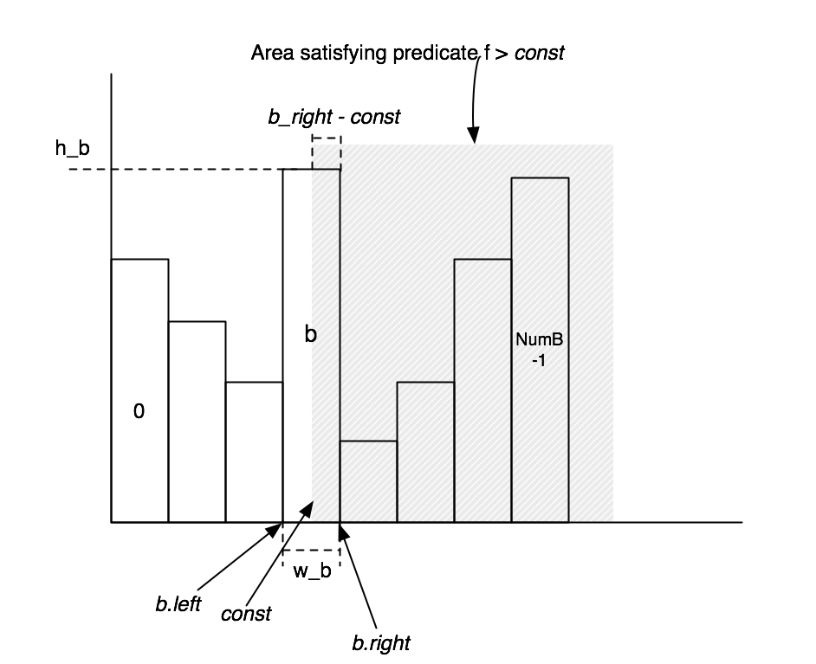 Area satisfying predicate f > const
b_right - const
h_b
b
NumB
-1
0
w_b
b.left
const
b.right